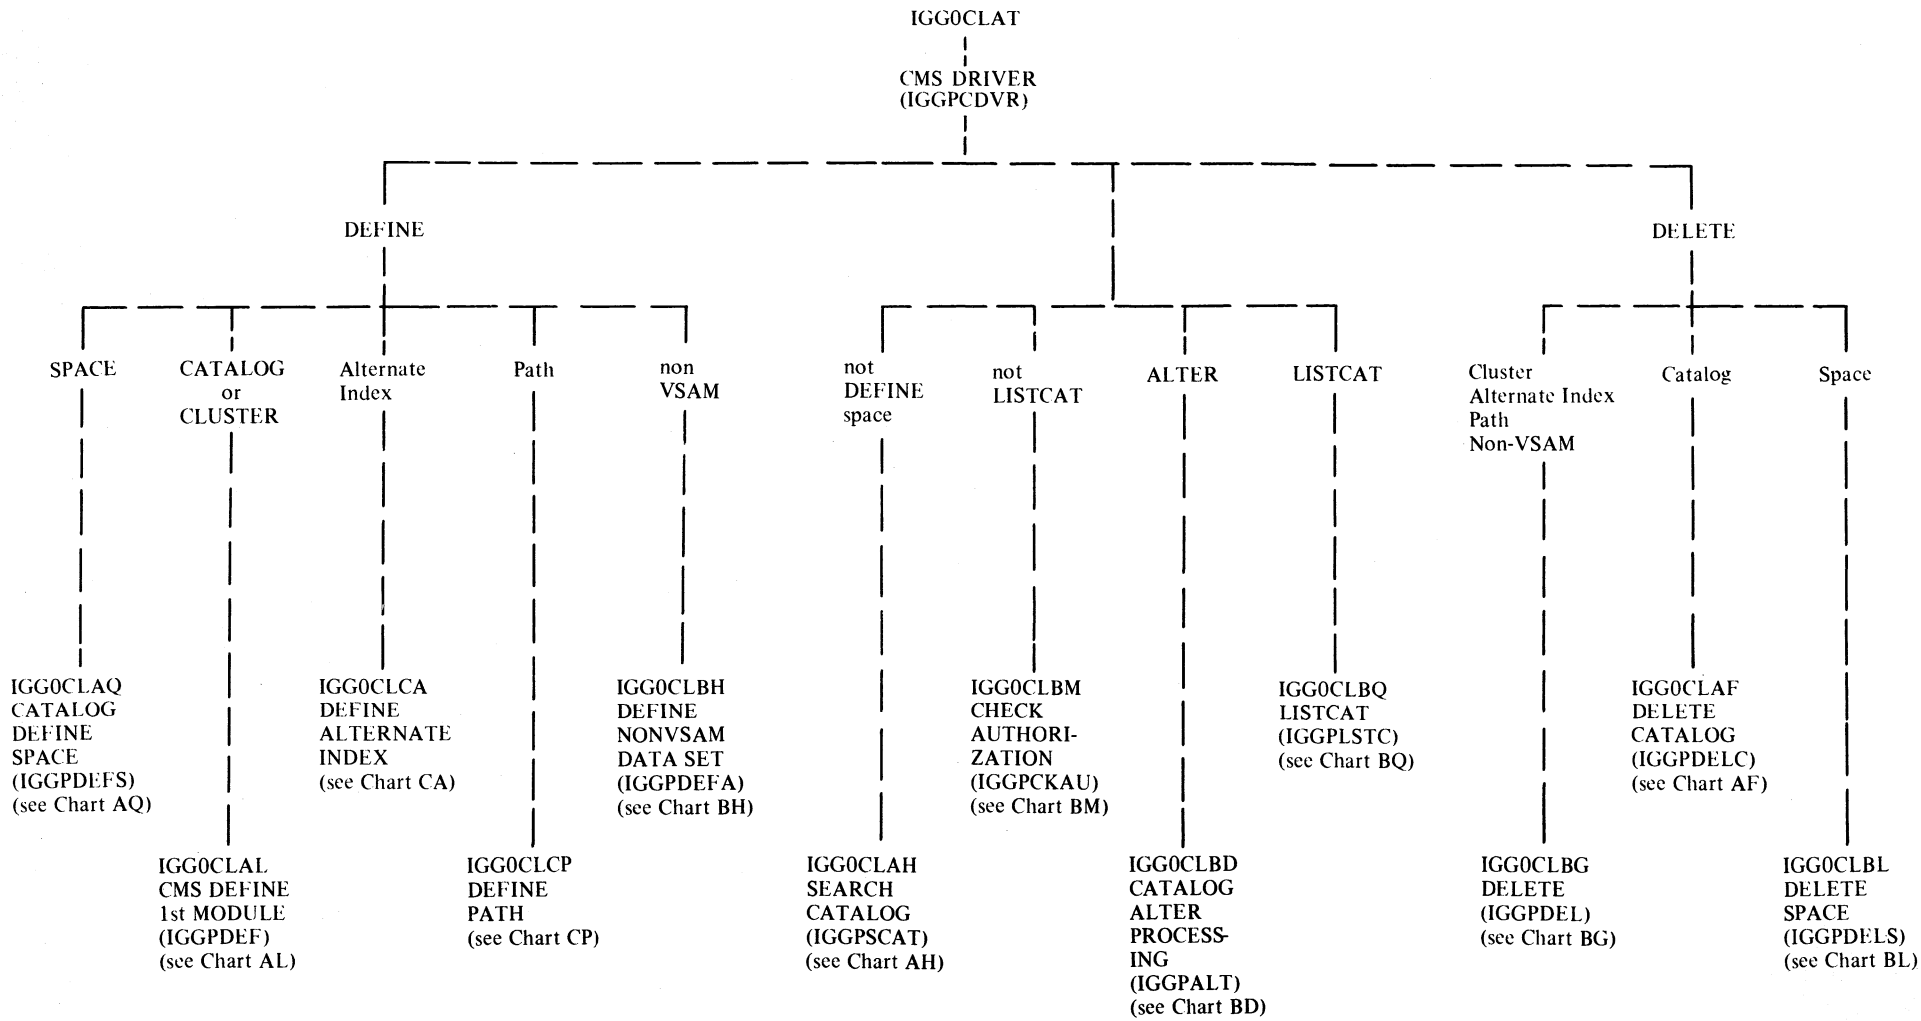 IGG0CLAT
CMS DRIVER
(IGGPCDVR)
DEFINE
DELETE
SPACE
CATALOG
or
CLUSTER
Alternate
Index
Path
non
VSAM
not
DEFINE
space
not
LISTCAT
ALTER
LISTCAT
Cluster
Alternate Index
Path
Non-VSAM
Catalog
Space
IGG0CLAQ
CATALOG
DEFINE
SPACE
(IGGPDEFS)
(see Chart AQ)
IGG0CLCA
DEFINE
ALTERNATE
INDEX
(see Chart CA)
IGG0CLBH
DEFINE
NONVSAM
DATA SET
(IGGPDEFA)
(see Chart BH)
IGG0CLBM
CHECK
AUTHORI-
ZATION
(IGGPCKAU)
(see Chart BM)
IGG0CLBQ
LISTCAT
(IGGPLSTC)
(see Chart BQ)
IGG0CLAF
DELETE
CATALOG
(IGGPDELC)
(see Chart AF)
IGG0CLAL
CMS DEFINE
1st MODULE
(IGGPDEF)
(see Chart AL)
IGG0CLCP
DEFINE
PATH
(see Chart CP)
IGG0CLAH
SEARCH
CATALOG
(IGGPSCAT)
(see Chart AH)
IGG0CLBD
CATALOG
ALTER
PROCESS-
ING
(IGGPALT)
(see Chart BD)
IGG0CLBG
DELETE
(IGGPDEL)
(see Chart BG)
IGG0CLBL
DELETE
SPACE
(IGGPDELS)
(see Chart BL)